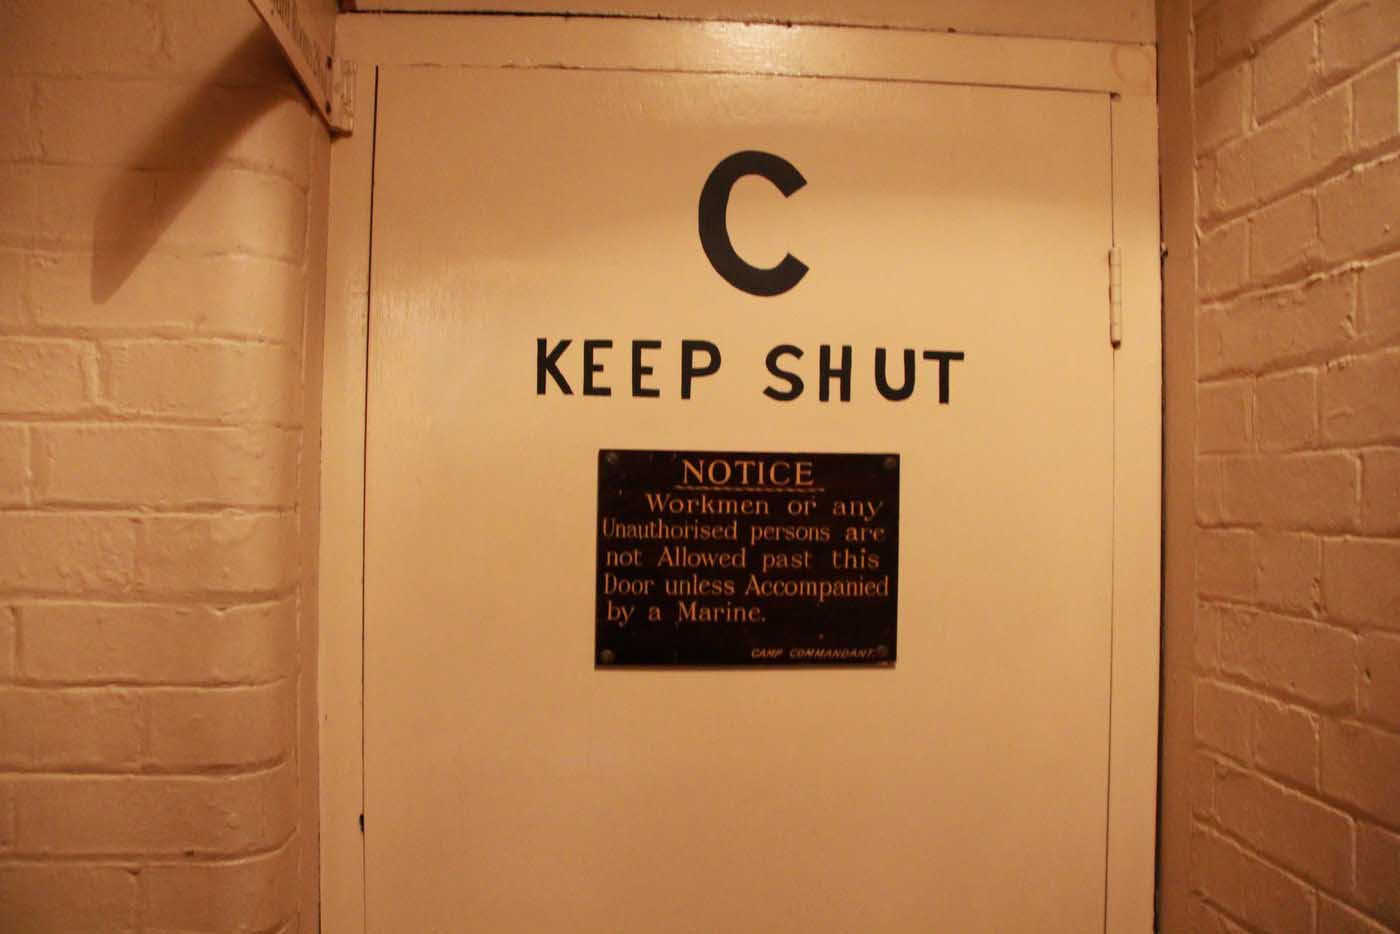 C
KEEP SHUT
NOTICE
Workmen or any
Unauthorised persons are
not Allowed past this
Door unless Accompanied
by a Marine.
CAMP COMMANDANT.